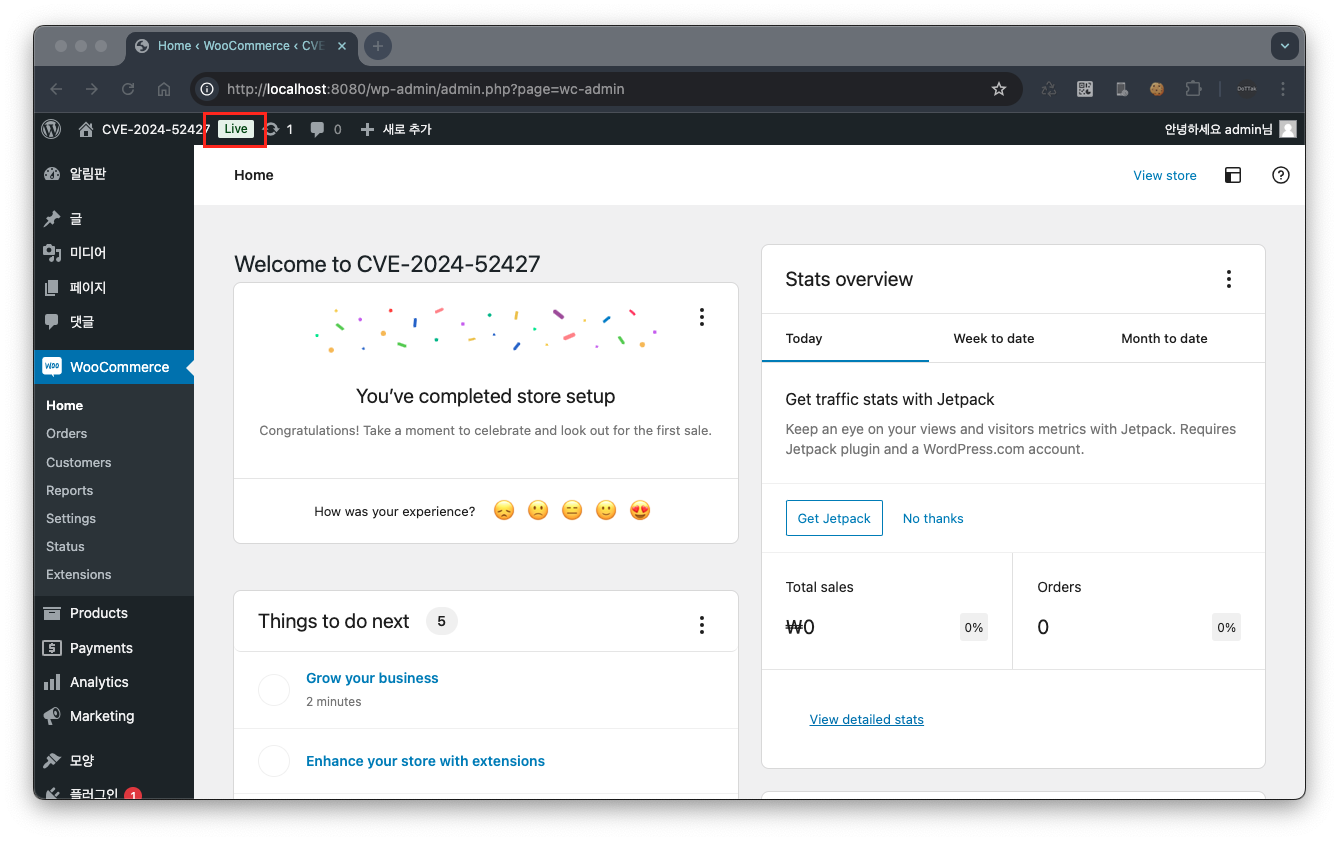 Home ‹ WooCommerce ‹ CVE
http://localhost:8080/wp-admin/admin.php?page=wc-admin
CVE-2024-52427 Live 1 0 새로 추가 안녕하세요 admin님
알림판
글
미디어
페이지
댓글
WooCommerce
Home
Orders
Customers
Reports
Settings
Status
Extensions
Products
Payments
Analytics
Marketing
모양
플러그인 1
Home View store
Welcome to CVE-2024-52427
You’ve completed store setup
Congratulations! Take a moment to celebrate and look out for the first sale.
How was your experience?
Things to do next 5
Grow your business
2 minutes
Enhance your store with extensions
Stats overview
Today Week to date Month to date
Get traffic stats with Jetpack
Keep an eye on your views and visitors metrics with Jetpack. Requires
Jetpack plugin and a WordPress.com account.
Get Jetpack No thanks
Total sales Orders
₩0 0% 0 0%
View detailed stats